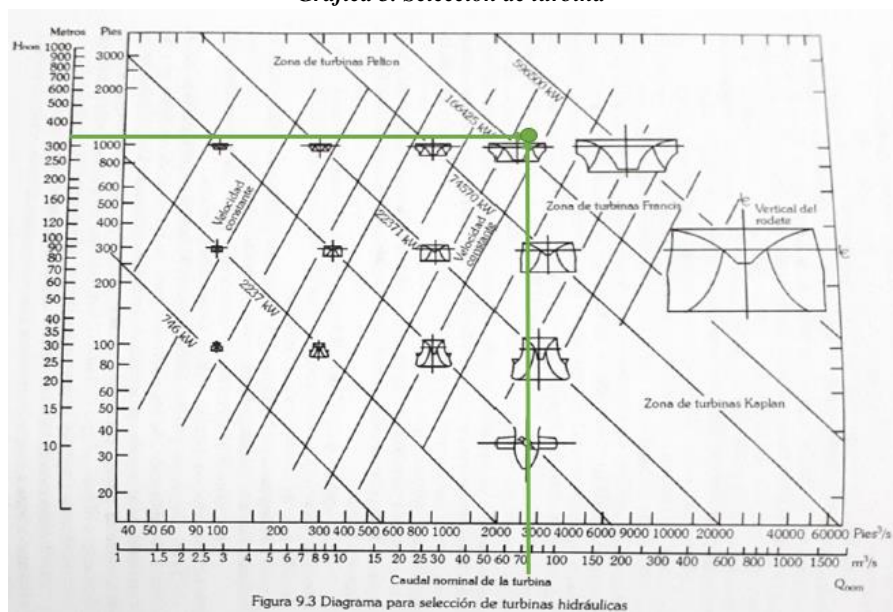 Gráfica 3. Selección de turbina
Metros Pies
Hnom 1000
900
800
700
600
500
400
300
250
200
160
120
100
90
80
70
60
50
40
35
30
25
20
15
10
3000
2000
1000
800
600
400
300
200
100
80
60
50
40
30
20
Zona de turbinas Pelton
596500 kW
166425 kW
74570 kW
22371 kW
2237 kW
746 kW
Velocidad
constante
Velocidad
constante
Zona de turbinas Francis
Vertical del
rodete
Zona de turbinas Kaplan
40 50 60 90 100 200 300 400 500 600 800 1000 2000 3000 4000 6000 9000 10000 20000 40000 60000 Pies³/s
1 1.5 2 2.5 3 4 5 6 7 8 9 10 15 20 25 30 40 50 60 70 100 150 200 300 400 600 800 1000 1500 m³/s
Caudal nominal de la turbina
Qnom
Figura 9.3 Diagrama para selección de turbinas hidráulicas